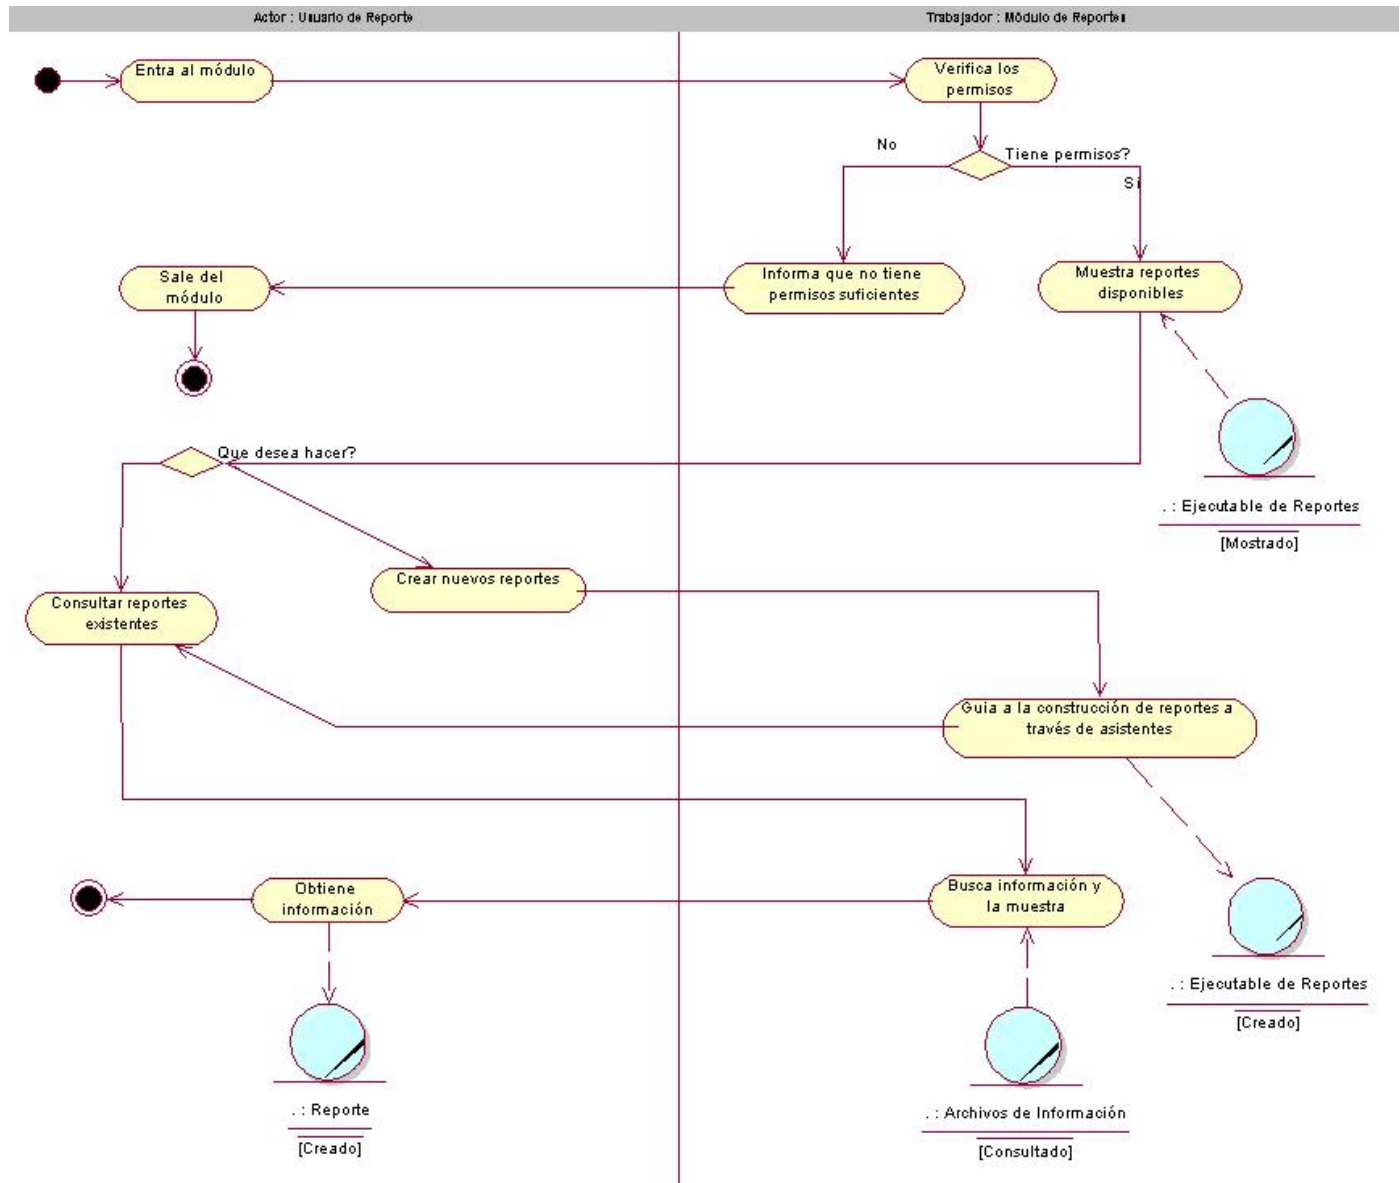 Actor : Usuario de Reporte
Trabajador : Módulo de Reportes
Entra al módulo
Verifica los
permisos
No
Tiene permisos?
Si
Sale del
módulo
Informa que no tiene
permisos suficientes
Muestra reportes
disponibles
Que desea hacer?
. : Ejecutable de Reportes
[Mostrado]
Crear nuevos reportes
Consultar reportes
existentes
Guia a la construcción de reportes a
través de asistentes
Obtiene
información
Busca información y
la muestra
. : Ejecutable de Reportes
[Creado]
. : Reporte
[Creado]
. : Archivos de Información
[Consultado]